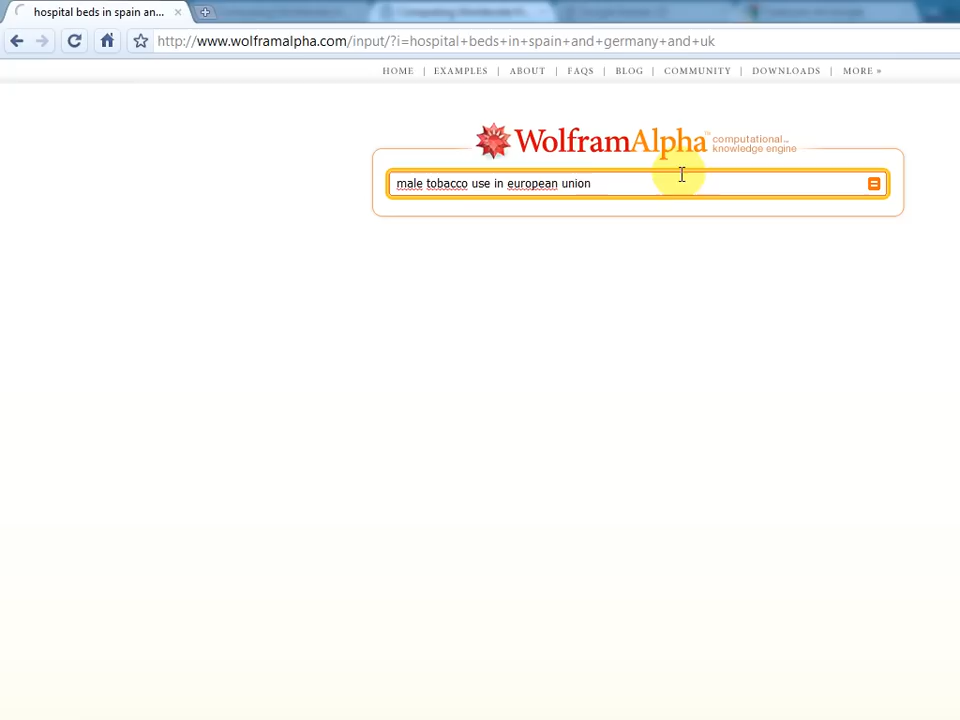 hospital beds in spain an...
http://www.wolframalpha.com/input/?i=hospital+beds+in+spain+and+germany+and+uk
HOME | EXAMPLES | ABOUT | FAQS | BLOG | COMMUNITY | DOWNLOADS | MORE »
WolframAlpha™ computational... knowledge engine
male tobacco use in european union